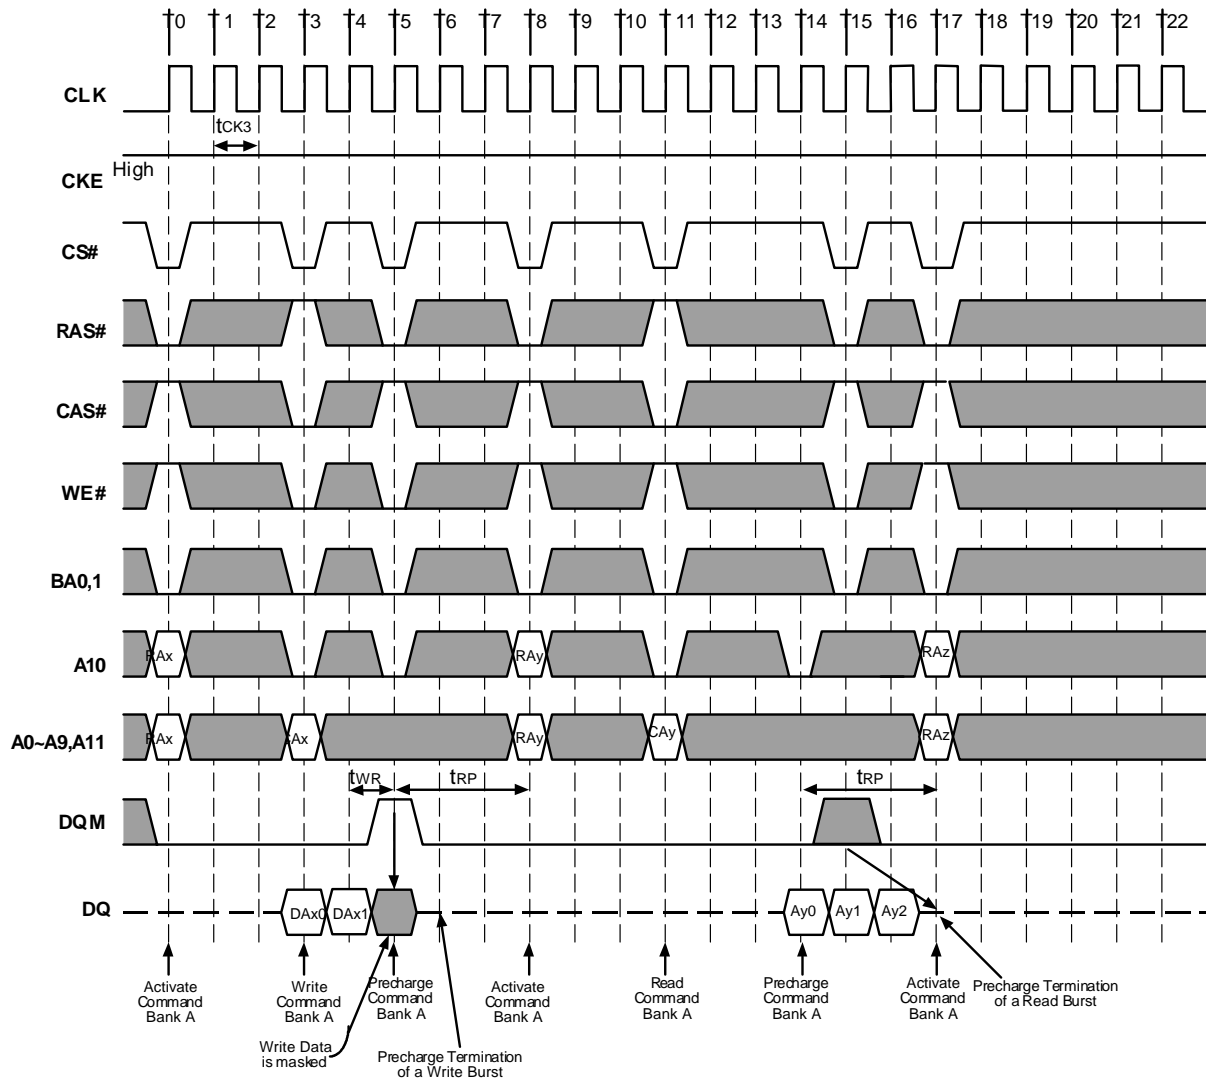 T0 T1 T2 T3 T4 T5 T6 T7 T8 T9 T10 T11 T12 T13 T14 T15 T16 T17 T18 T19 T20 T21 T22
CLK
tCK3
High
CKE
CS#
RAS#
CAS#
WE#
BA0,1
A10
RAx RAy RAz
A0~A9,A11
RAx CAx RAy CAy RAz
tWR tRP tRP
DQM
DQ
DAx0 DAx1 Ay0 Ay1 Ay2
Activate
Command
Bank A
Write
Command
Bank A
Precharge
Command
Bank A
Activate
Command
Bank A
Read
Command
Bank A
Precharge
Command
Bank A
Activate
Command
Bank A
Precharge Termination
of a Read Burst
Write Data
is masked
Precharge Termination
of a Write Burst